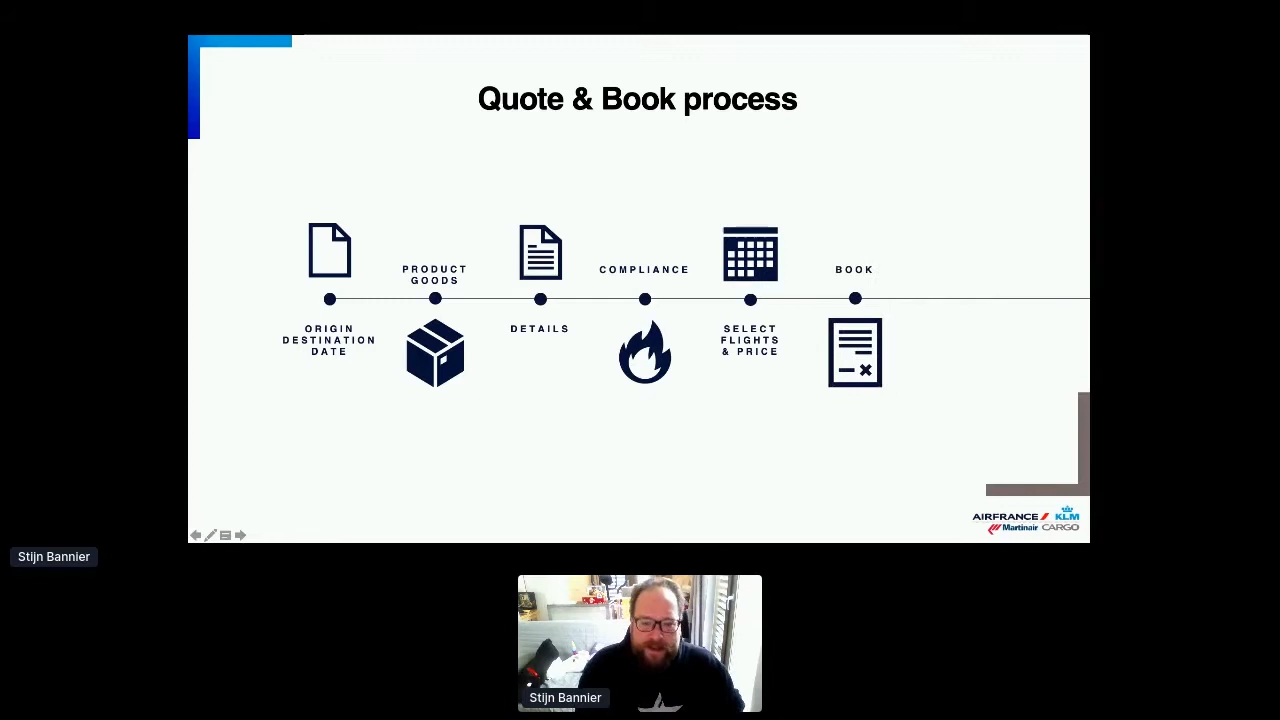 Quote & Book process
PRODUCT
GOODS
COMPLIANCE
BOOK
ORIGIN
DESTINATION
DATE
DETAILS
SELECT
FLIGHTS
& PRICE
AIRFRANCE KLM
Martinair CARGO
Stijn Bannier
Stijn Bannier